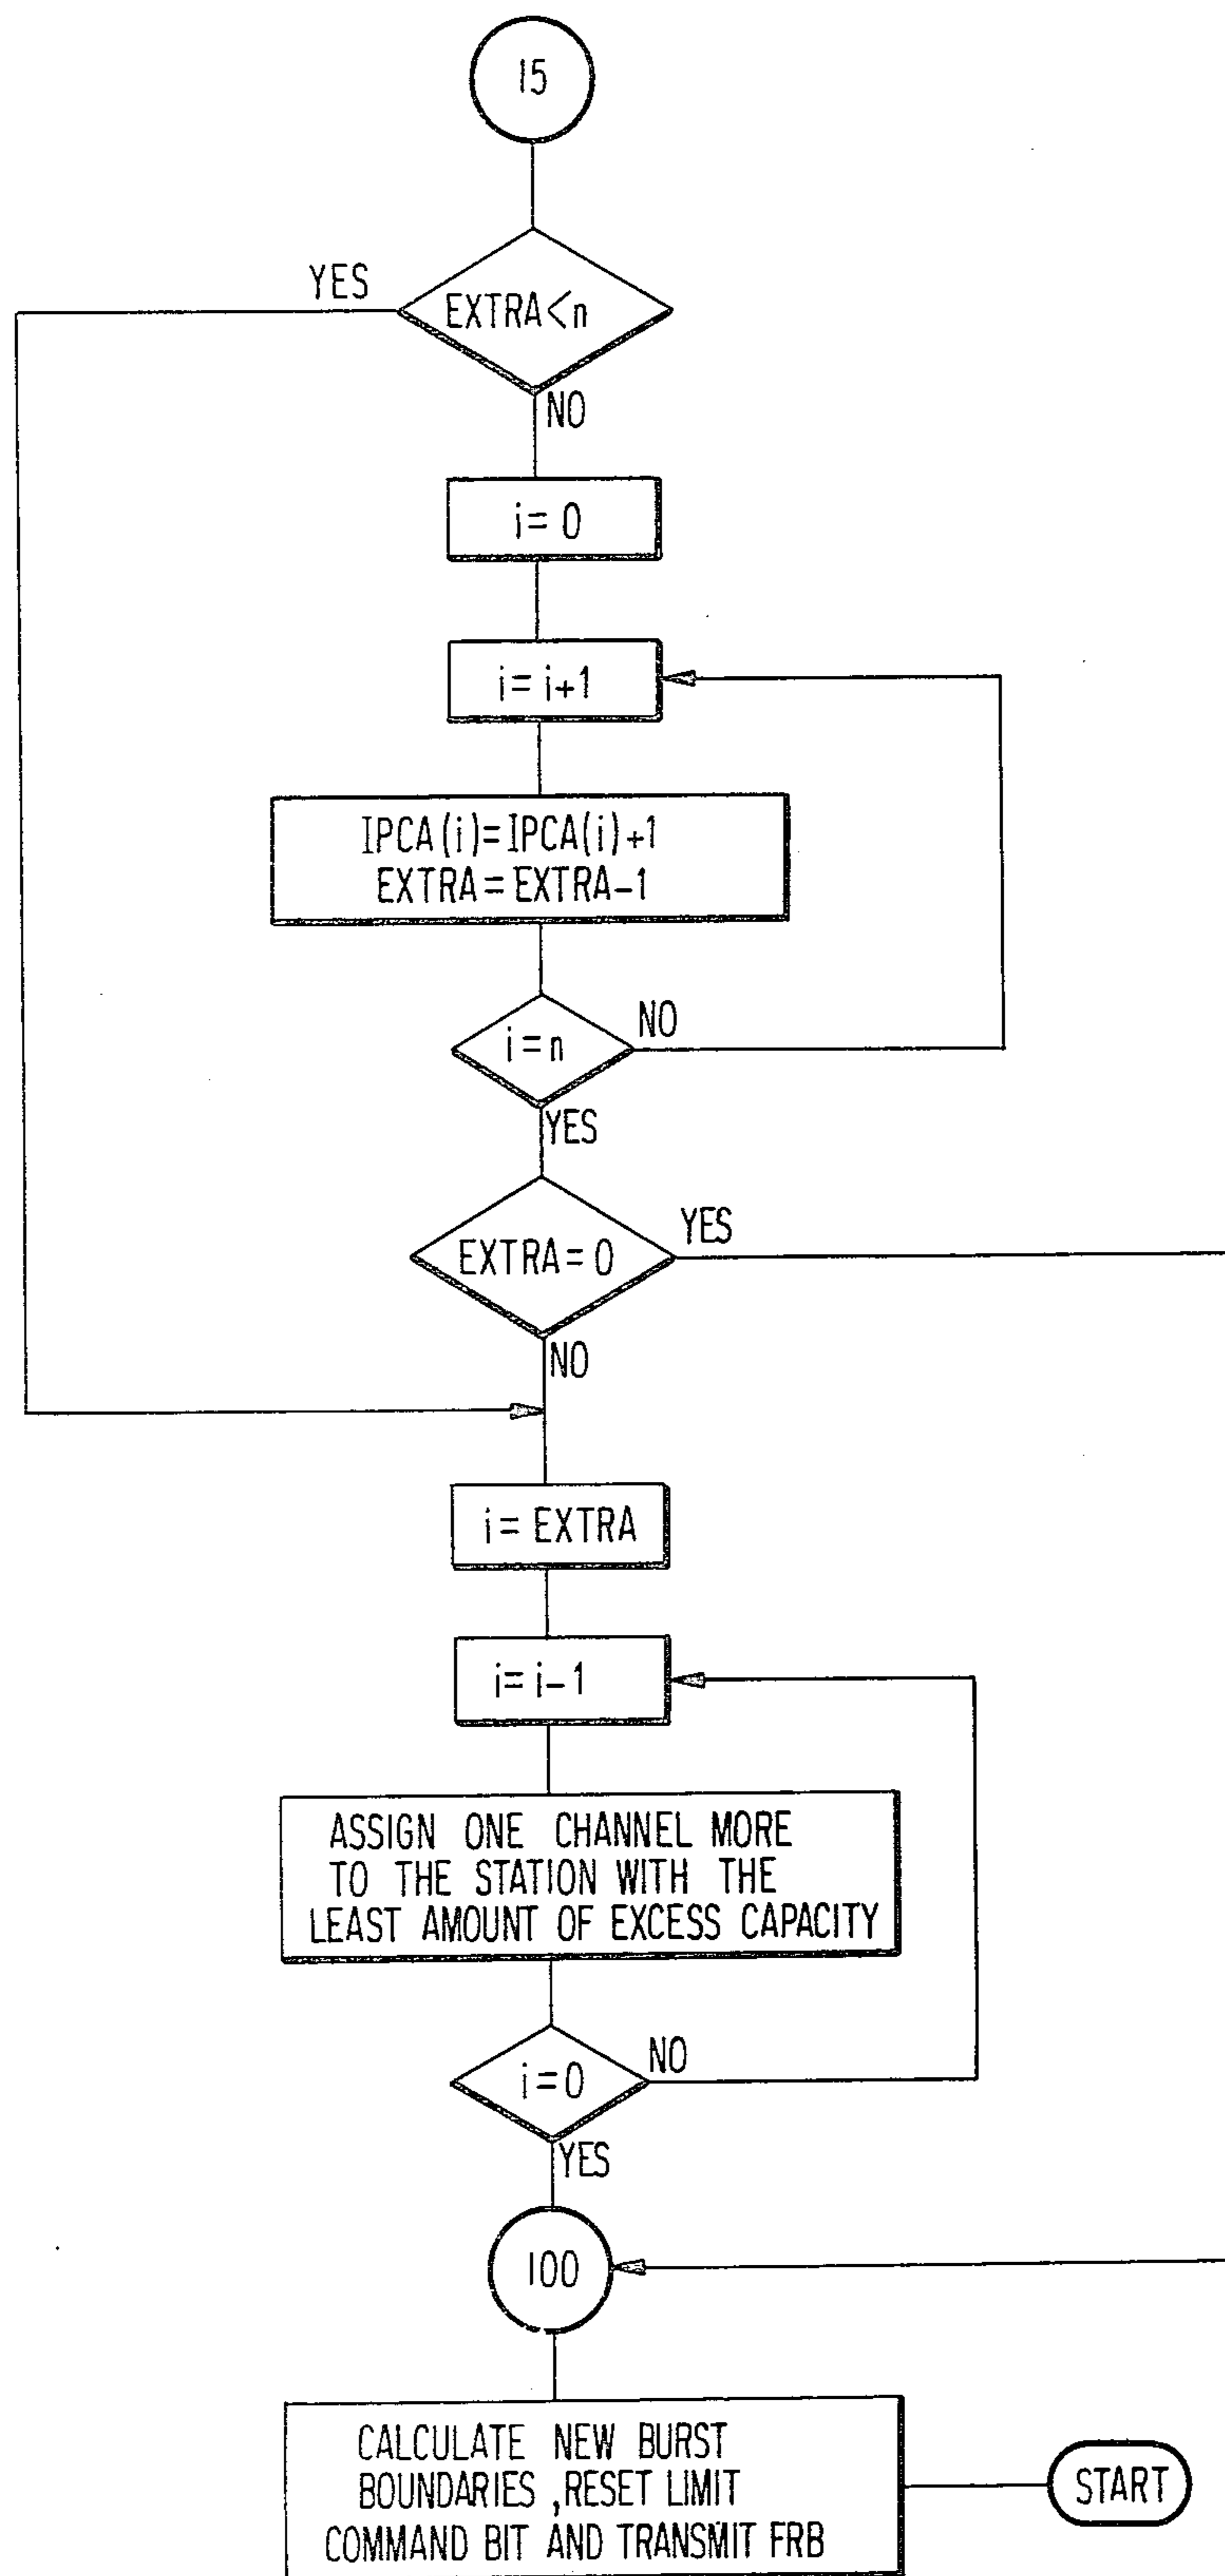 15
YES
EXTRA<n
NO
i=0
i=i+1
IPCA(i)=IPCA(i)+1
EXTRA=EXTRA-1
i=n
NO
YES
EXTRA=0
YES
NO
i=EXTRA
i=i-1
ASSIGN ONE CHANNEL MORE
TO THE STATION WITH THE
LEAST AMOUNT OF EXCESS CAPACITY
i=0
NO
YES
100
CALCULATE NEW BURST
BOUNDARIES ,RESET LIMIT
COMMAND BIT AND TRANSMIT FRB
START